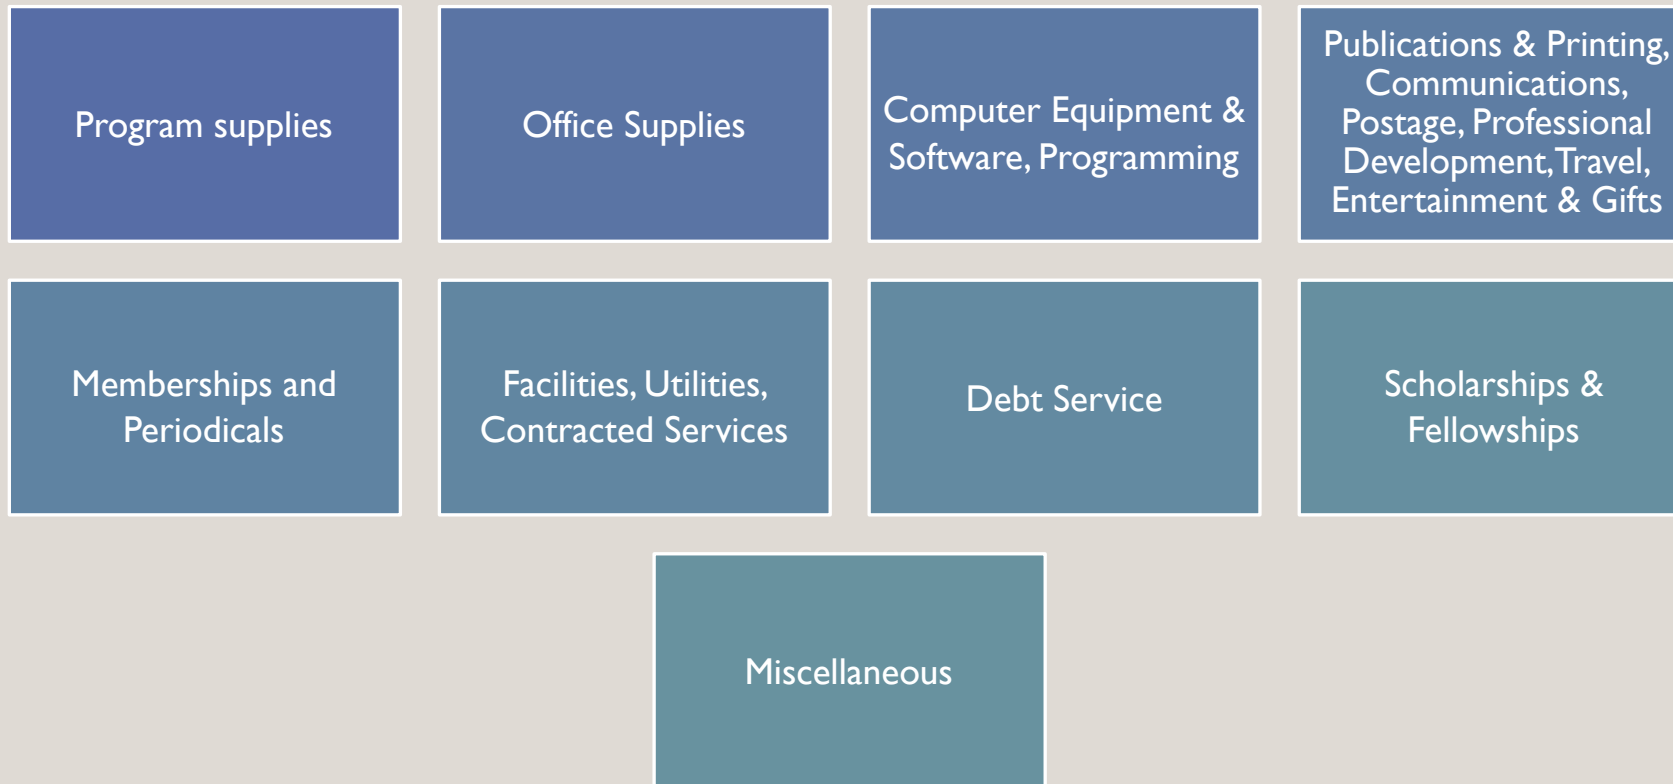 Program supplies
Office Supplies
Computer Equipment &
Software, Programming
Publications & Printing,
Communications,
Postage, Professional
Development, Travel,
Entertainment & Gifts
Memberships and
Periodicals
Facilities, Utilities,
Contracted Services
Debt Service
Scholarships &
Fellowships
Miscellaneous